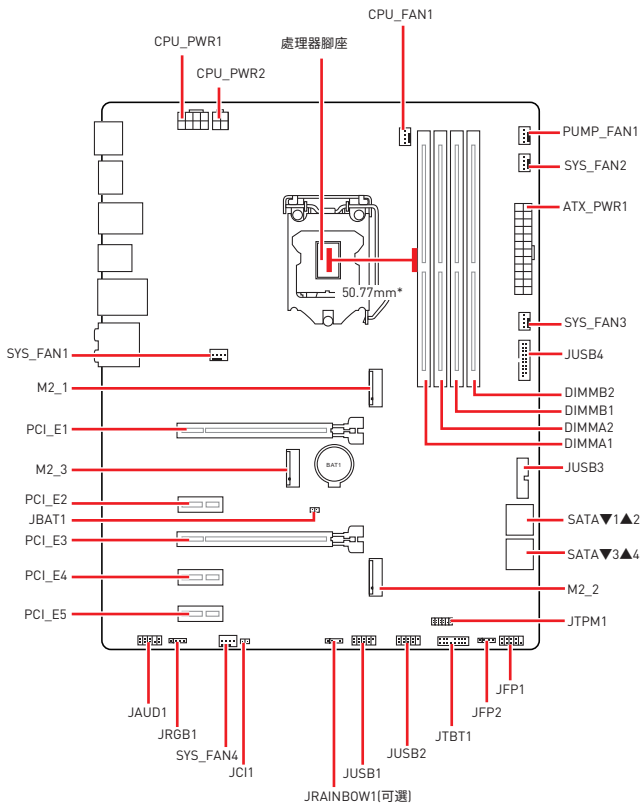 CPU_FAN1
CPU_PWR1
處理器腳座
CPU_PWR2
PUMP_FAN1
SYS_FAN2
ATX_PWR1
50.77mm*
SYS_FAN3
SYS_FAN1
JUSB4
M2_1
DIMMB2
DIMMB1
DIMMA2
DIMMA1
PCI_E1
BAT1
M2_3
JUSB3
PCI_E2
JBAT1
SATA▼1▲2
PCI_E3
SATA▼3▲4
PCI_E4
M2_2
PCI_E5
JTPM1
JAUD1
JRGB1
SYS_FAN4
JCI1
JRAINBOW1(可選)
JUSB1
JUSB2
JTBT1
JFP2
JFP1